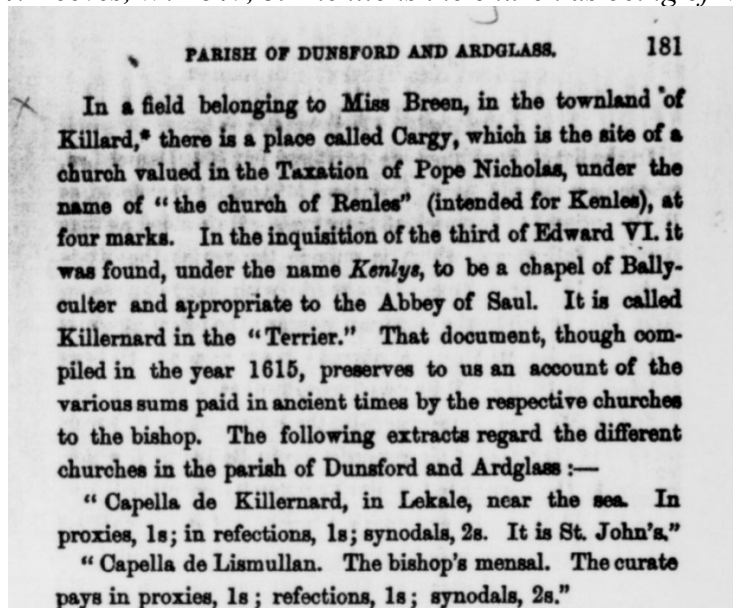 PARISH OF DUNSFORD AND ARDGLASS. 181
In a field belonging to Miss Breen, in the townland of
Killard,* there is a place called Cargy, which is the site of a
church valued in the Taxation of Pope Nicholas, under the
name of “the church of Renles” (intended for Kenles), at
four marks. In the inquisition of the third of Edward VI. it
was found, under the name Kenlys, to be a chapel of Bally-
culter and appropriate to the Abbey of Saul. It is called
Killernard in the “Terrier.” That document, though com-
piled in the year 1615, preserves to us an account of the
various sums paid in ancient times by the respective churches
to the bishop. The following extracts regard the different
churches in the parish of Dunsford and Ardglass :—
“Capella de Killernard, in Lekale, near the sea. In
proxies, 1s; in refections, 1s; synodals, 2s. It is St. John's.”
“Capella de Lismullan. The bishop's mensal. The curate
pays in proxies, 1s; refections, 1s; synodals, 2s.”